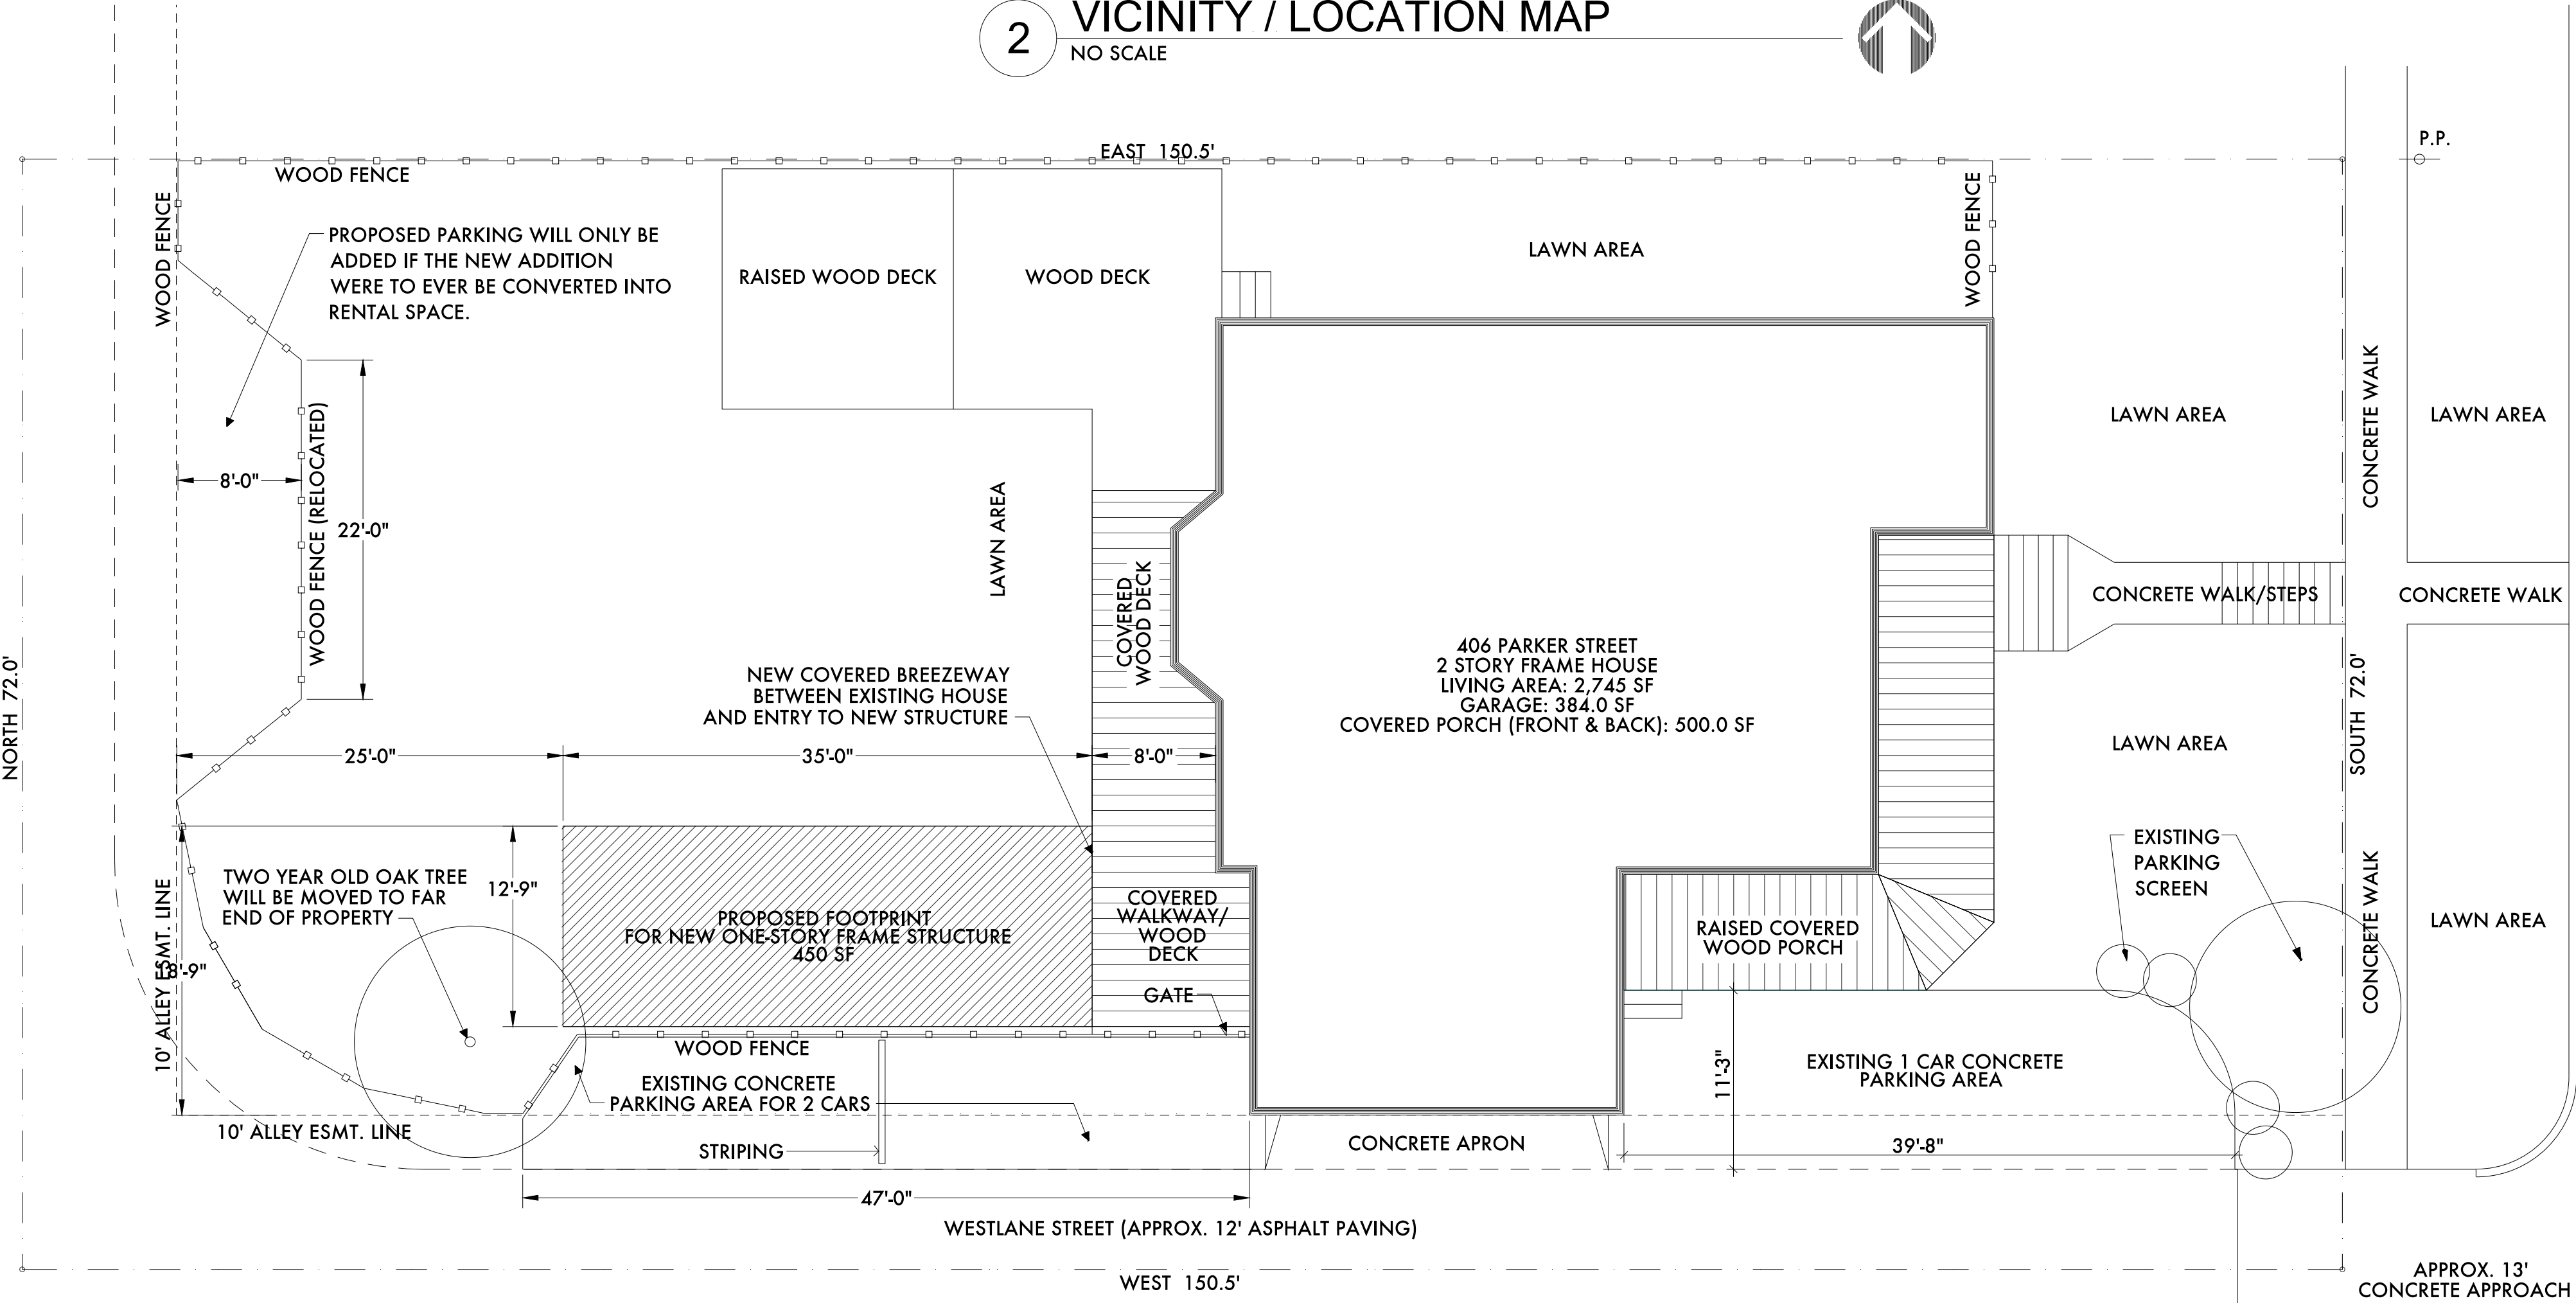 2
VICINITY / LOCATION MAP
NO SCALE
EAST 150.5'
P.P.
WOOD FENCE
WOOD FENCE
PROPOSED PARKING WILL ONLY BE
ADDED IF THE NEW ADDITION
WERE TO EVER BE CONVERTED INTO
RENTAL SPACE.
RAISED WOOD DECK
WOOD DECK
LAWN AREA
WOOD FENCE
LAWN AREA
CONCRETE WALK
LAWN AREA
8'-0"
WOOD FENCE (RELOCATED)
22'-0"
LAWN AREA
COVERED
WOOD DECK
CONCRETE WALK/STEPS
CONCRETE WALK
NORTH 72.0'
NEW COVERED BREEZEWAY
BETWEEN EXISTING HOUSE
AND ENTRY TO NEW STRUCTURE
406 PARKER STREET
2 STORY FRAME HOUSE
LIVING AREA: 2,745 SF
GARAGE: 384.0 SF
COVERED PORCH (FRONT & BACK): 500.0 SF
SOUTH 72.0'
LAWN AREA
25'-0"
35'-0"
8'-0"
EXISTING
PARKING
SCREEN
10' ALLEY ESMT. LINE
18'-9"
TWO YEAR OLD OAK TREE
WILL BE MOVED TO FAR
END OF PROPERTY
12'-9"
PROPOSED FOOTPRINT
FOR NEW ONE-STORY FRAME STRUCTURE
450 SF
COVERED
WALKWAY/
WOOD
DECK
GATE
RAISED COVERED
WOOD PORCH
CONCRETE WALK
LAWN AREA
WOOD FENCE
EXISTING CONCRETE
PARKING AREA FOR 2 CARS
11'-3"
EXISTING 1 CAR CONCRETE
PARKING AREA
10' ALLEY ESMT. LINE
STRIPING
CONCRETE APRON
39'-8"
47'-0"
WESTLANE STREET (APPROX. 12' ASPHALT PAVING)
WEST 150.5'
APPROX. 13'
CONCRETE APPROACH